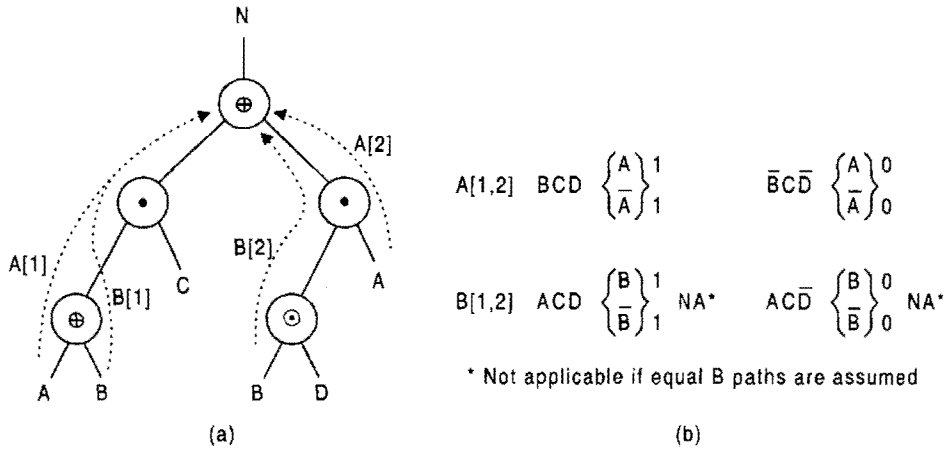 N
⊕
A[2]
•
•
B[2]
A[1]
B[1]
C
A
⊕
⊙
A
B
B
D
(a)
A[1,2] BCD {A A̅} 1 1 B̅CD̅ {A A̅} 0 0
B[1,2] ACD {B B̅} 1 1 NA* ACD̅ {B B̅} 0 0 NA*
* Not applicable if equal B paths are assumed
(b)